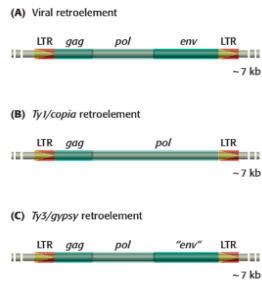 (A) Viral retroelement
LTR gag pol env LTR
~7 kb
(B) Ty1/copia retroelement
LTR gag pol LTR
~7 kb
(C) Ty3/gypsy retroelement
LTR gag pol "env" LTR
~7 kb